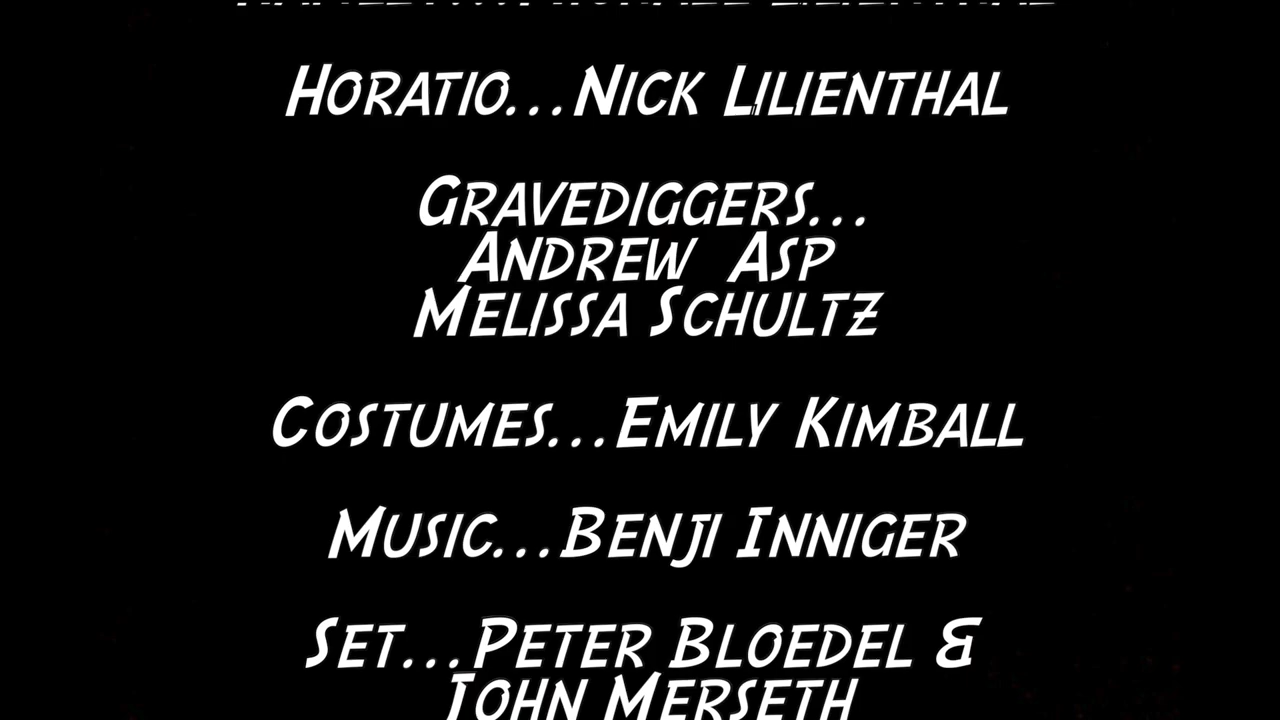 Horatio...Nick Lilienthal
Gravediggers...
Andrew Asp
Melissa Schultz
Costumes...Emily Kimball
Music...Benji Inniger
Set...Peter Bloedel &
John Merseth